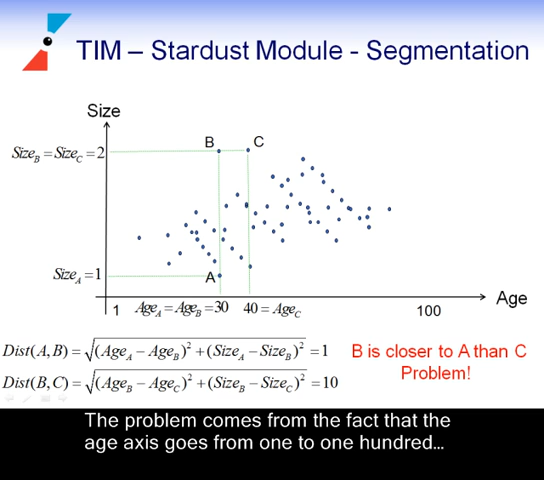 TIM – Stardust Module - Segmentation
Size
B
C
Size_B = Size_C = 2
Size_A = 1
A
1
Age_A = Age_B = 30
40 = Age_C
100
Age
Dist(A, B) = √((Age_A − Age_B)² + (Size_A − Size_B)²) = 1
B is closer to A than C
Dist(B, C) = √((Age_B − Age_C)² + (Size_B − Size_C)²) = 10
Problem!
The problem comes from the fact that the
age axis goes from one to one hundred...